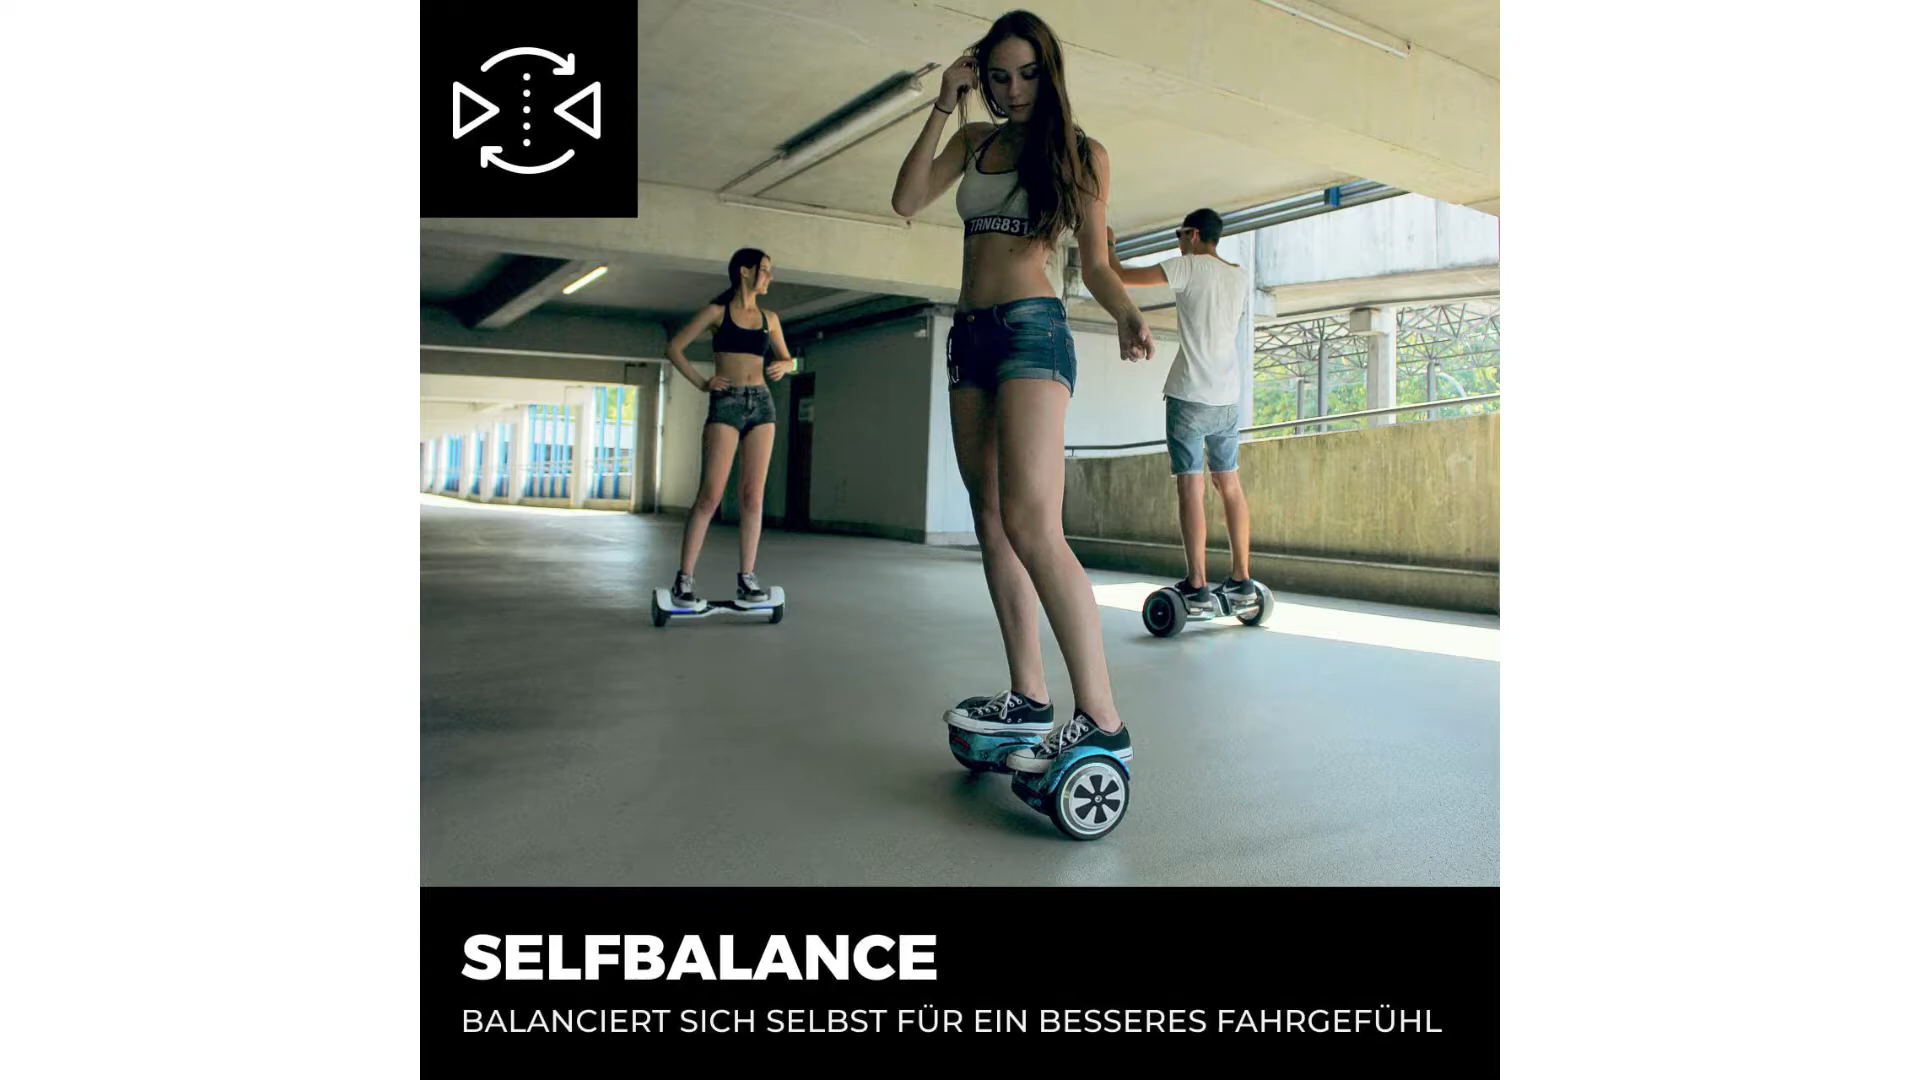 TRNG831
SELFBALANCE
BALANCIERT SICH SELBST FÜR EIN BESSERES FAHRGEFÜHL